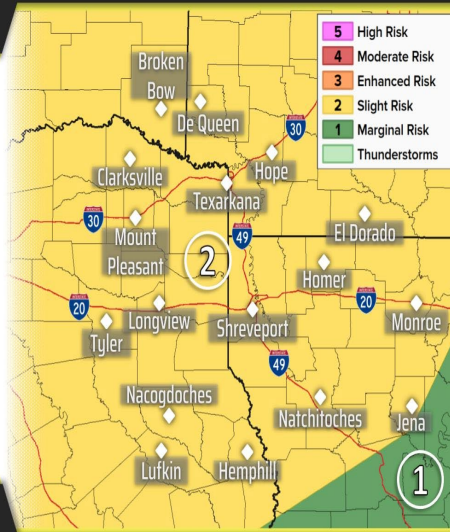 5 High Risk
4 Moderate Risk
3 Enhanced Risk
2 Slight Risk
1 Marginal Risk
Thunderstorms
Broken
Bow
De Queen
30
Clarksville
Hope
Texarkana
30
Mount
Pleasant
49
El Dorado
2
Homer
20
Longview
Shreveport
20
Monroe
Tyler
49
Nacogdoches
Natchitoches
Jena
Lufkin
Hemphill
1